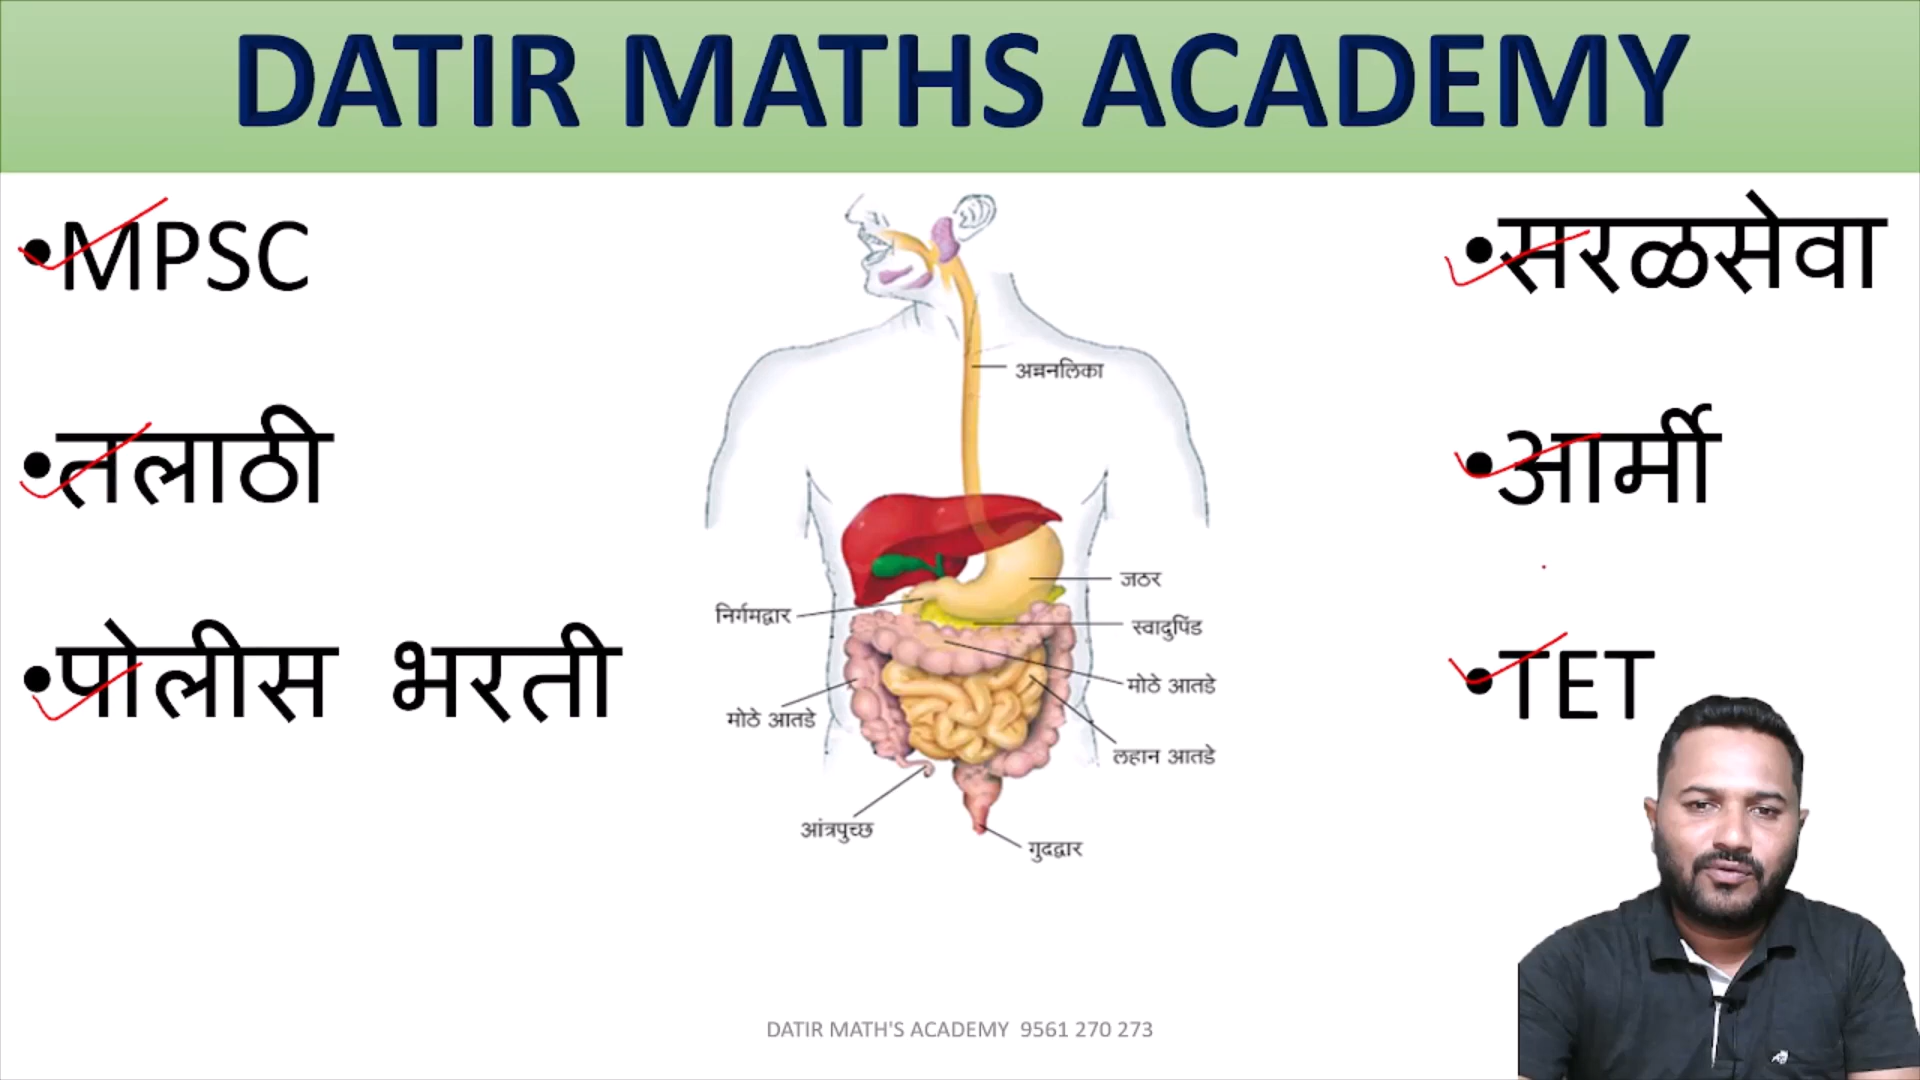 DATIR MATHS ACADEMY
•MPSC
•तलाठी
•पोलीस भरती
अन्ननलिका
जठर
निर्गमद्वार
स्वादुपिंड
मोठे आतडे
मोठे आतडे
लहान आतडे
आंत्रपुच्छ
गुदद्वार
•सरळसेवा
•आर्मी
•TET
DATIR MATH'S ACADEMY 9561 270 273